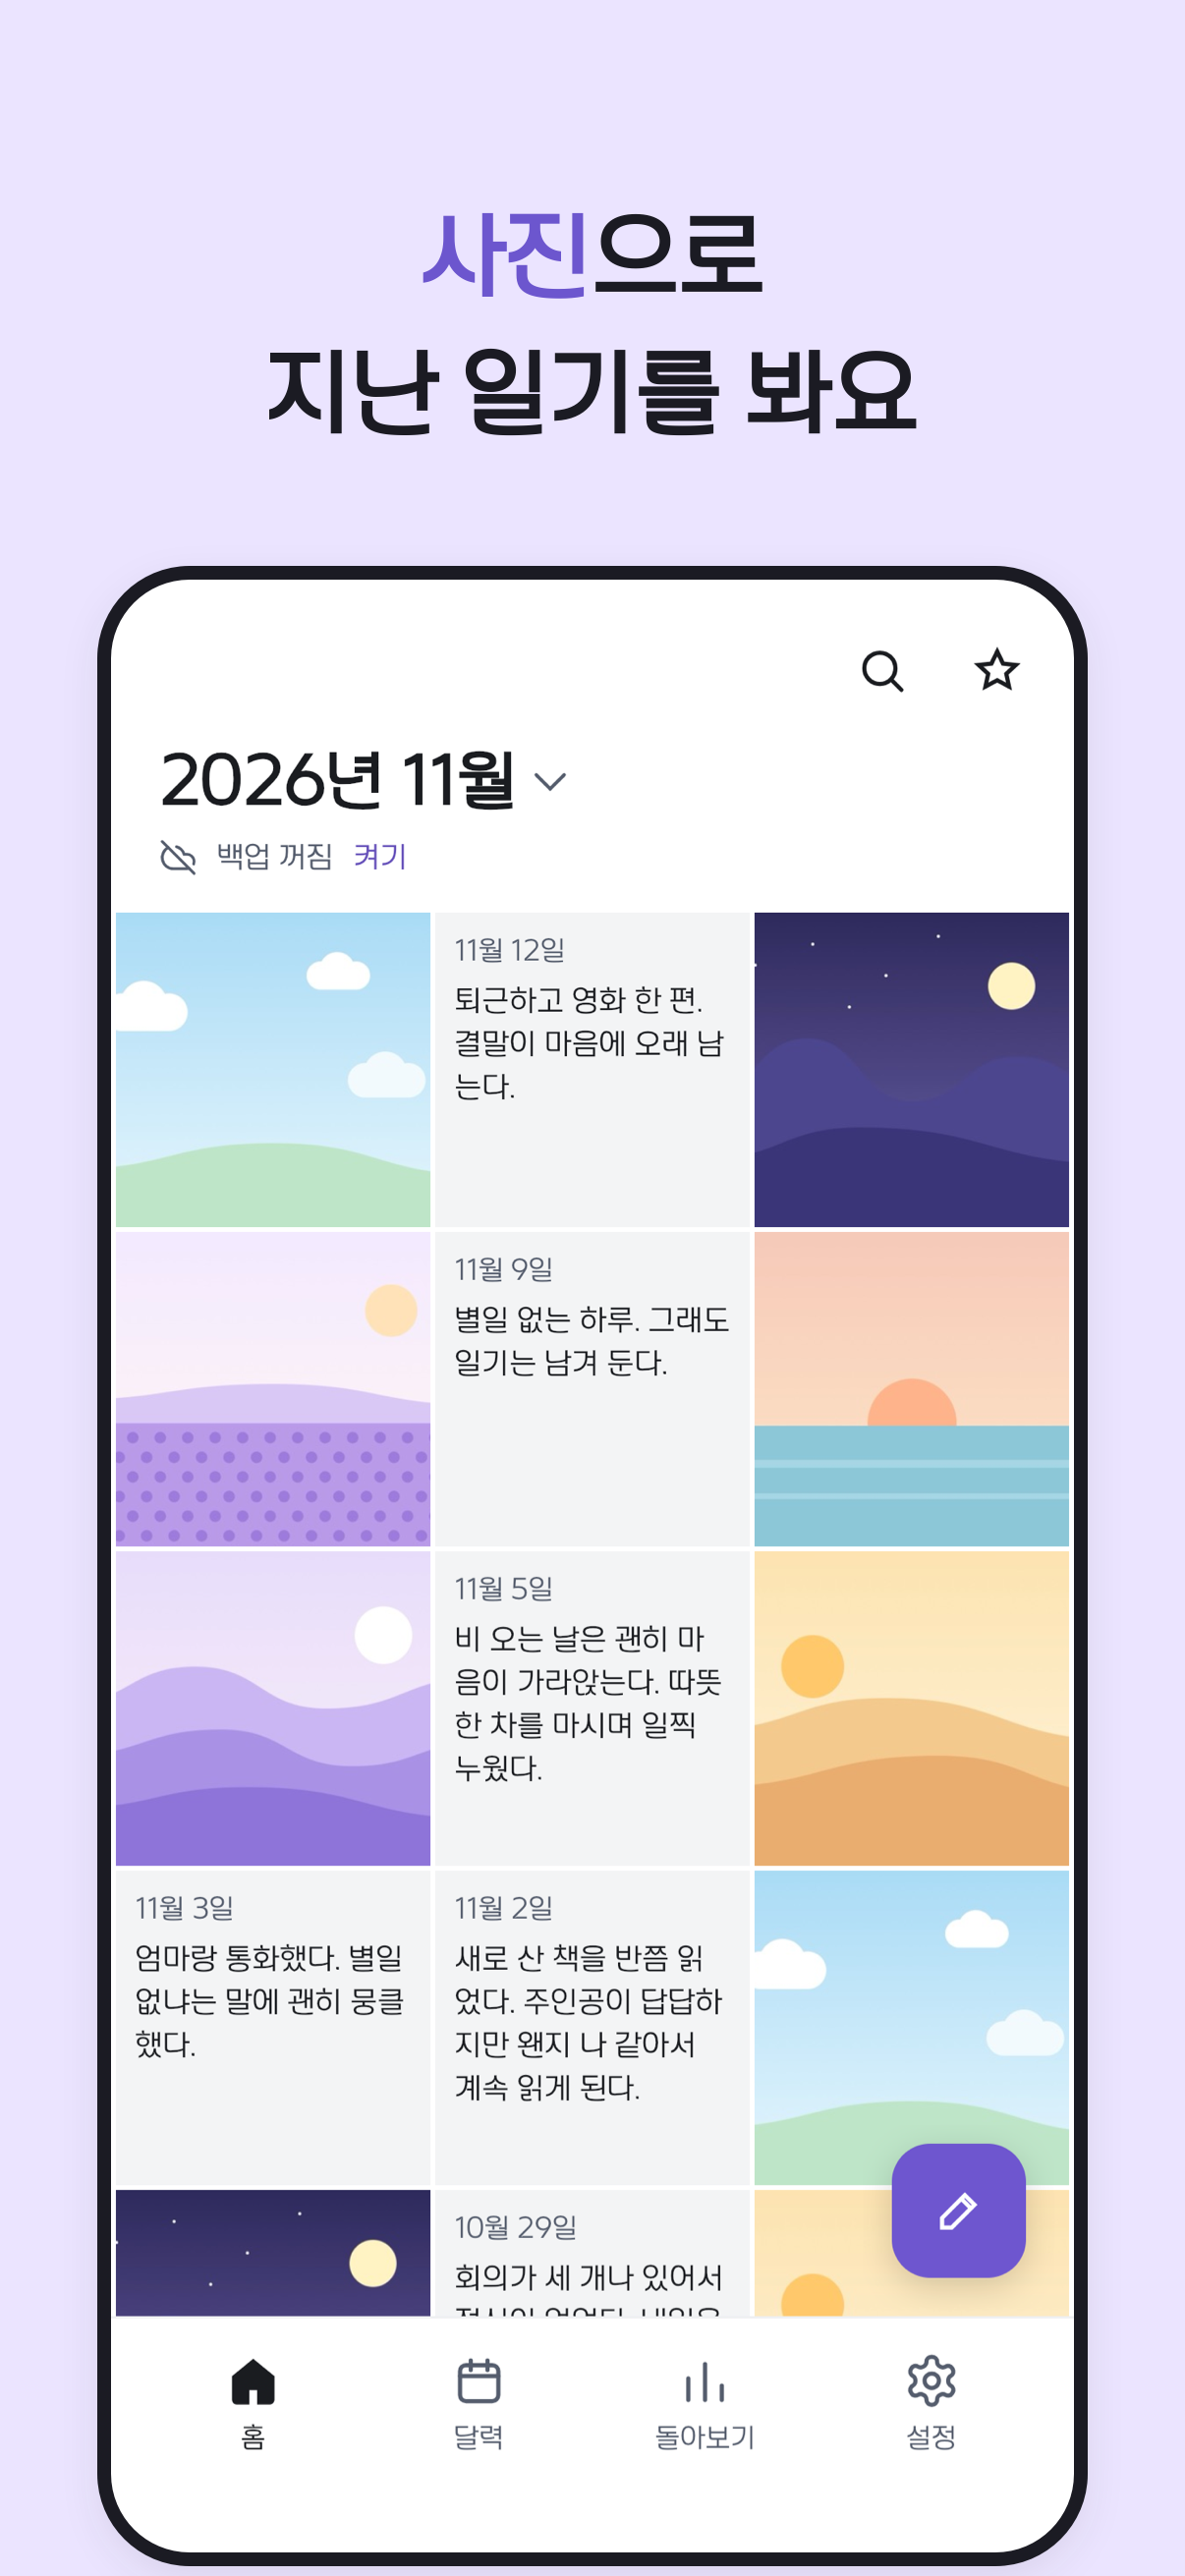 사진으로
지난 일기를 봐요
2026년 11월
백업 꺼짐 켜기
11월 12일
퇴근하고 영화 한 편.
결말이 마음에 오래 남
는다.
11월 9일
별일 없는 하루. 그래도
일기는 남겨 둔다.
11월 5일
비 오는 날은 괜히 마
음이 가라앉는다. 따뜻
한 차를 마시며 일찍
누웠다.
11월 3일
엄마랑 통화했다. 별일
없냐는 말에 괜히 뭉클
했다.
11월 2일
새로 산 책을 반쯤 읽
었다. 주인공이 답답하
지만 왠지 나 같아서
계속 읽게 된다.
10월 29일
회의가 세 개나 있어서
홈
달력
돌아보기
설정